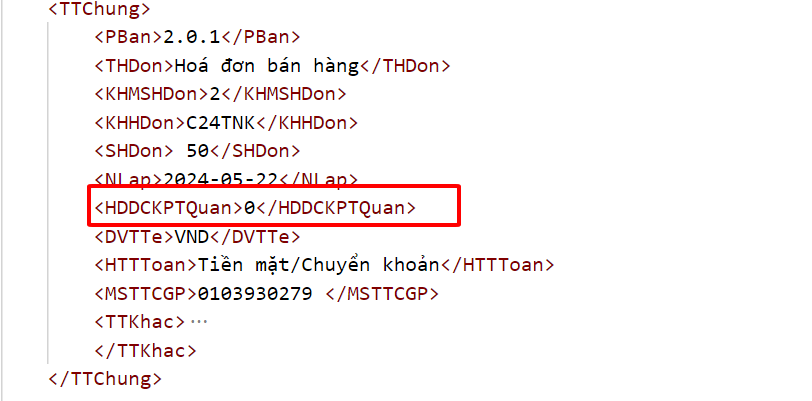 <TTChung>
<PBan>2.0.1</PBan>
<THDon>Hoá đơn bán hàng</THDon>
<KHMSHDon>2</KHMSHDon>
<KHHDon>C24TNK</KHHDon>
<SHDon> 50</SHDon>
<NLap>2024-05-22</NLap>
<HDDCKPTQuan>0</HDDCKPTQuan>
<DVTTe>VND</DVTTe>
<HTTToan>Tiền mặt/Chuyển khoản</HTTToan>
<MSTTCGP>0103930279 </MSTTCGP>
<TTKhac>···
</TTKhac>
</TTChung>